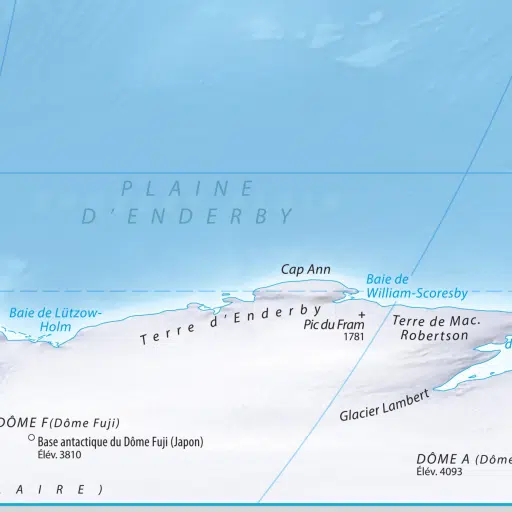 PLAINE
D'ENDERBY
Cap Ann
Baie de
William-Scoresby
Baie de Lützow-
Holm
Terre d'Enderby
Pic du Fram
1781
Terre de Mac.
Robertson
d
Glacier Lambert
DÔME F (Dôme Fuji)
Base antactique du Dôme Fuji (Japon)
Élév. 3810
DÔME A (Dôme
Élév. 4093
LAIRE)